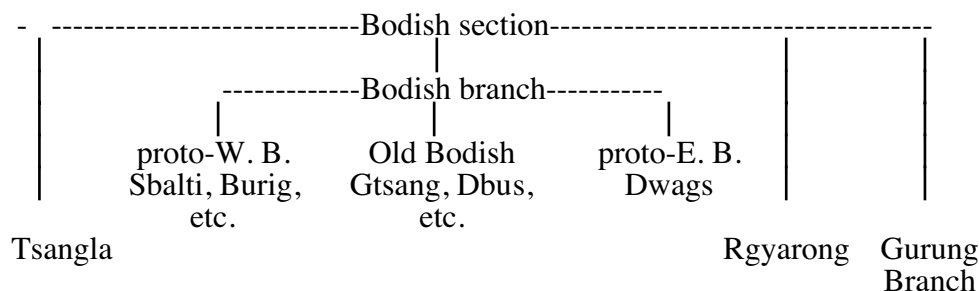 Bodish section
Bodish branch
proto-W. B. Old Bodish proto-E. B.
Sbalti, Burig, Gtsang, Dbus, Dwags
etc. etc.
Tsangla Rgyarong Gurung
Branch